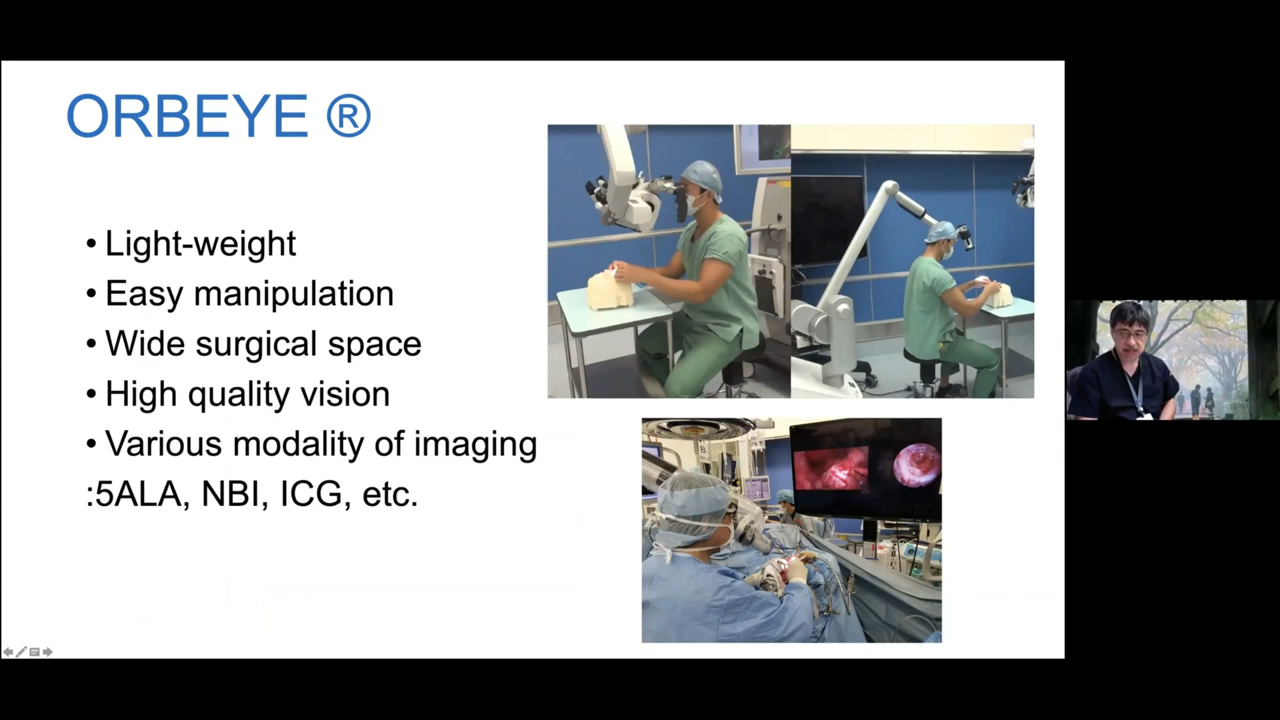 ORBEYE ®
• Light-weight
• Easy manipulation
• Wide surgical space
• High quality vision
• Various modality of imaging
:5ALA, NBI, ICG, etc.
B